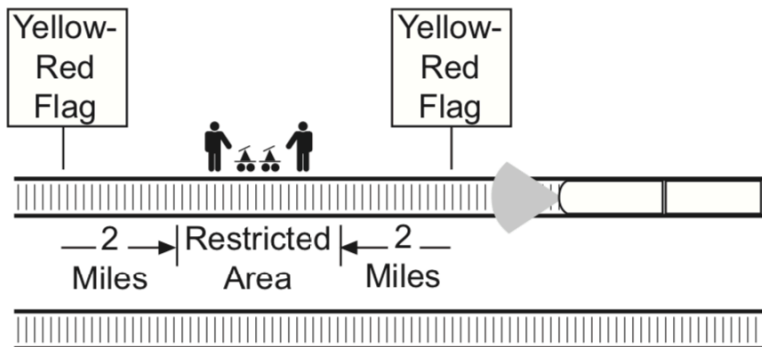 Yellow-
Red
Flag
Yellow-
Red
Flag
2
Miles
Restricted
Area
2
Miles